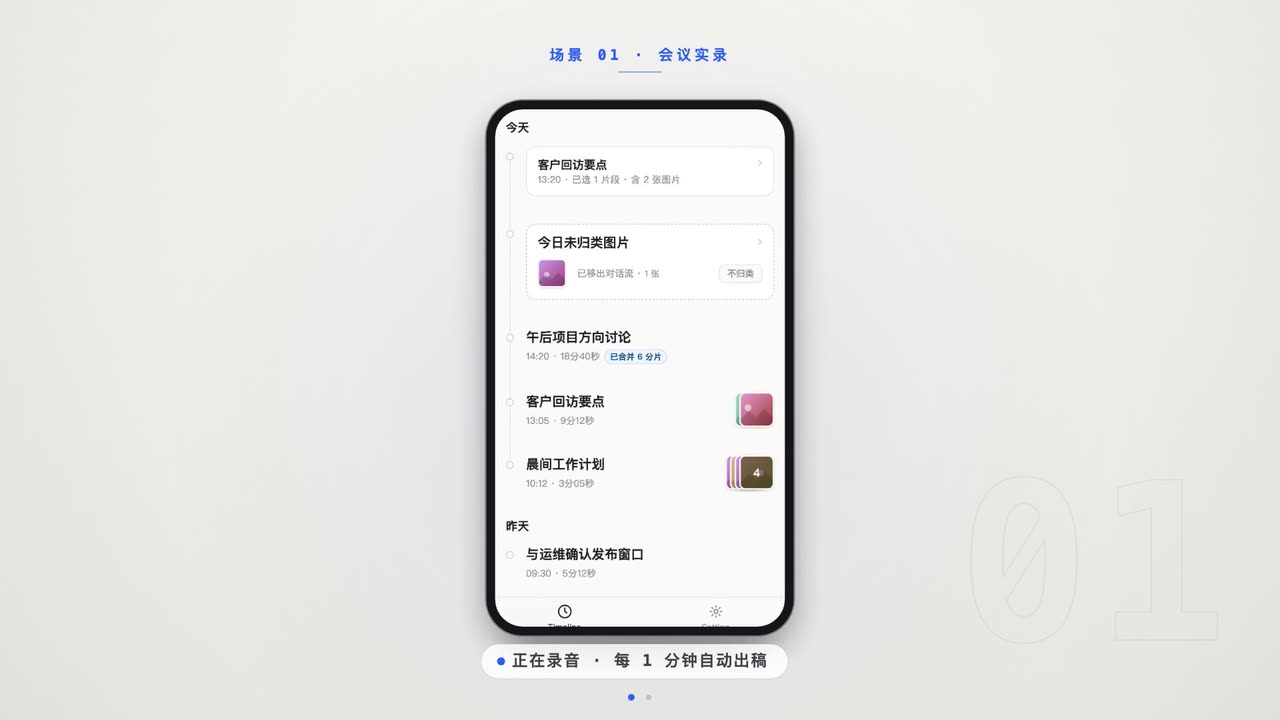 场景 01 · 会议实录
今天
客户回访要点
13:20 · 已选 1 片段 · 含 2 张图片
今日未归类图片
已移出对话流 · 1 张
不归类
午后项目方向讨论
14:20 · 18分40秒 已合并 6 分片
客户回访要点
13:05 · 9分12秒
晨间工作计划
10:12 · 3分05秒
4
昨天
与运维确认发布窗口
09:30 · 5分12秒
Timeline
01
正在录音 · 每 1 分钟自动出稿